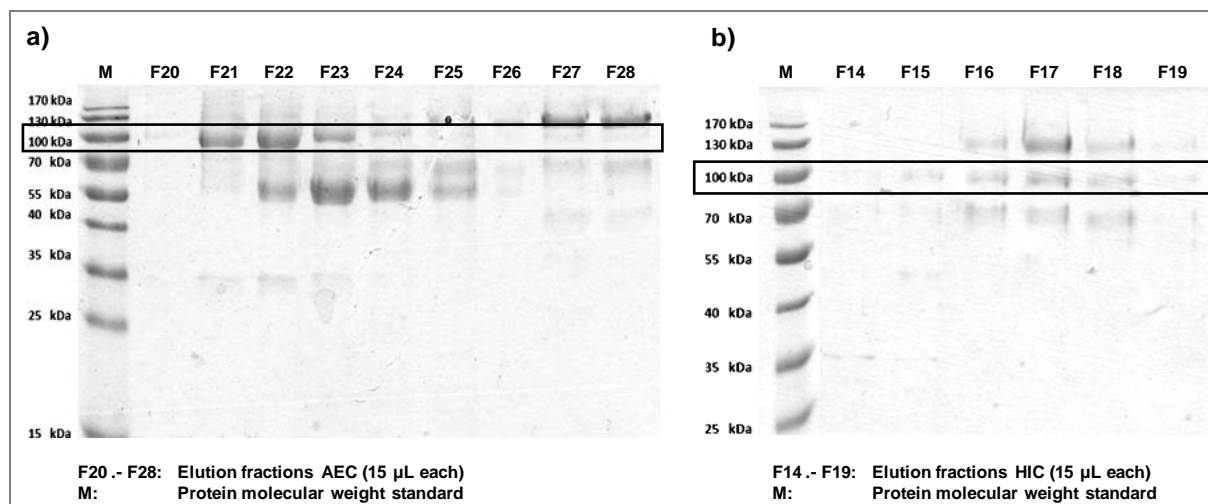 a)
M F20 F21 F22 F23 F24 F25 F26 F27 F28
170 kDa
130 kDa
100 kDa
70 kDa
55 kDa
40 kDa
35 kDa
25 kDa
15 kDa
F20 .- F28: Elution fractions AEC (15 µL each)
M: Protein molecular weight standard
b)
M F14 F15 F16 F17 F18 F19
170 kDa
130 kDa
100 kDa
70 kDa
55 kDa
40 kDa
35 kDa
25 kDa
F14 .- F19: Elution fractions HIC (15 µL each)
M: Protein molecular weight standard